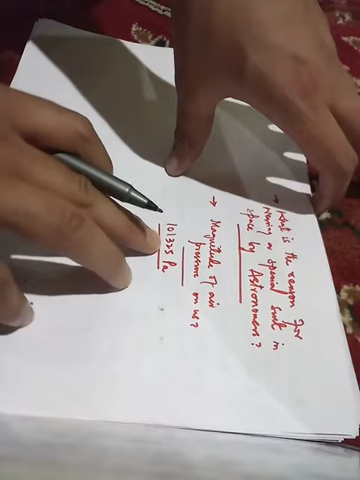 → What is the reason for
wearing a special suit in
space by Astronomers?
→ Magnitude of air
pressure on us?
101325 Pa